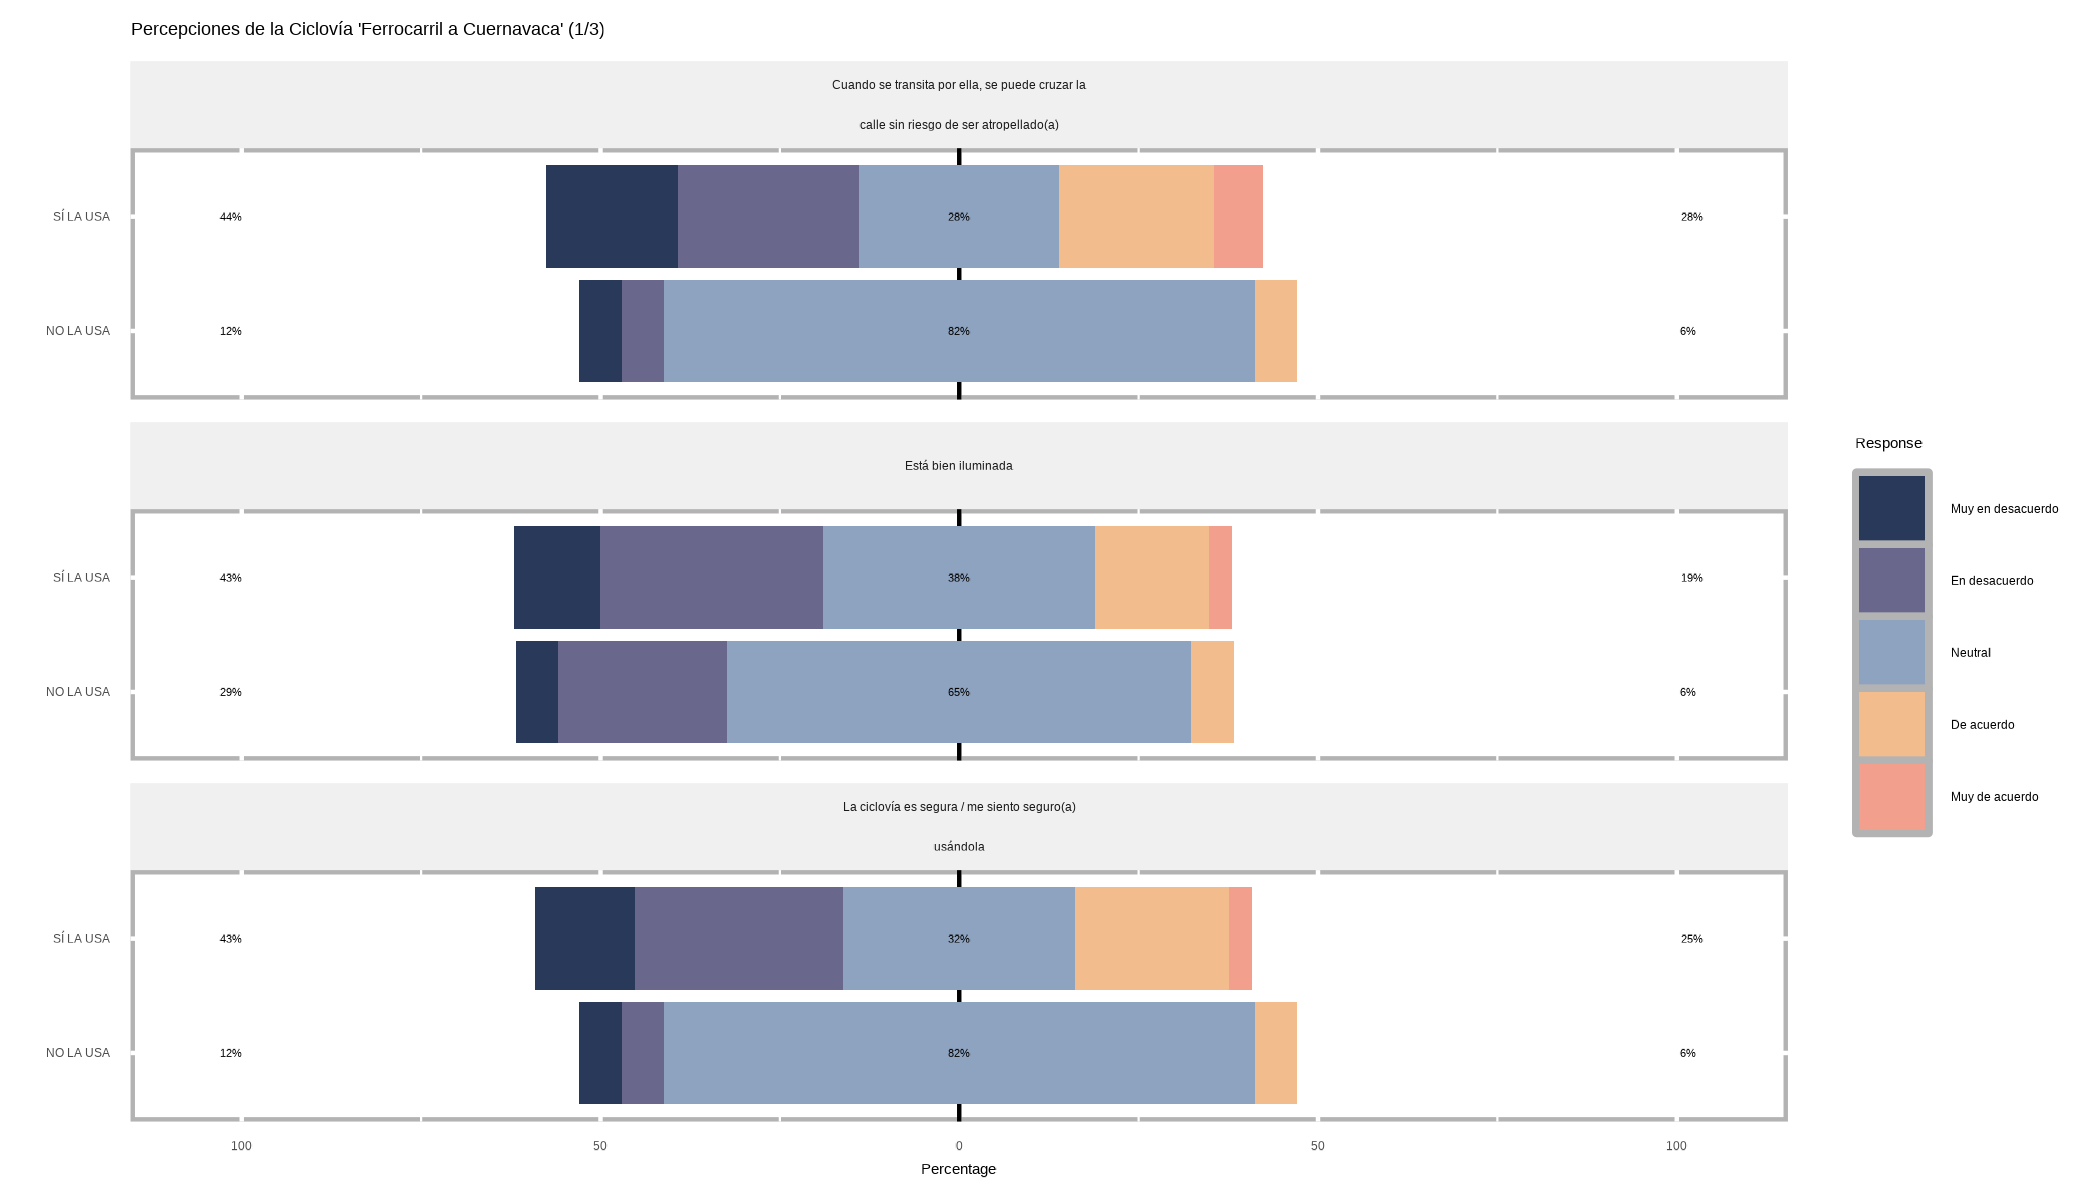 Percepciones de la Ciclovía 'Ferrocarril a Cuernavaca' (1/3)
Cuando se transita por ella, se puede cruzar la
calle sin riesgo de ser atropellado(a)
SÍ LA USA
44%
28%
28%
NO LA USA
12%
82%
6%
Está bien iluminada
SÍ LA USA
43%
38%
19%
NO LA USA
29%
65%
6%
La ciclovía es segura / me siento seguro(a)
usándola
SÍ LA USA
43%
32%
25%
NO LA USA
12%
82%
6%
100
50
0
50
100
Percentage
Response
Muy en desacuerdo
En desacuerdo
Neutral
De acuerdo
Muy de acuerdo